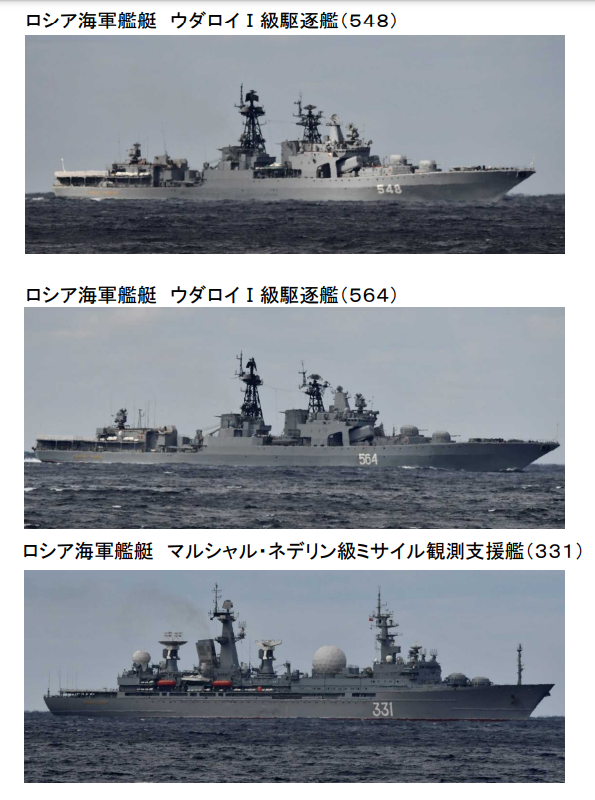 ロシア海軍艦艇　ウダロイⅠ級駆逐艦（５４８）
548
ロシア海軍艦艇　ウダロイⅠ級駆逐艦（５６４）
564
ロシア海軍艦艇　マルシャル・ネデリン級ミサイル観測支援艦（３３１）
331